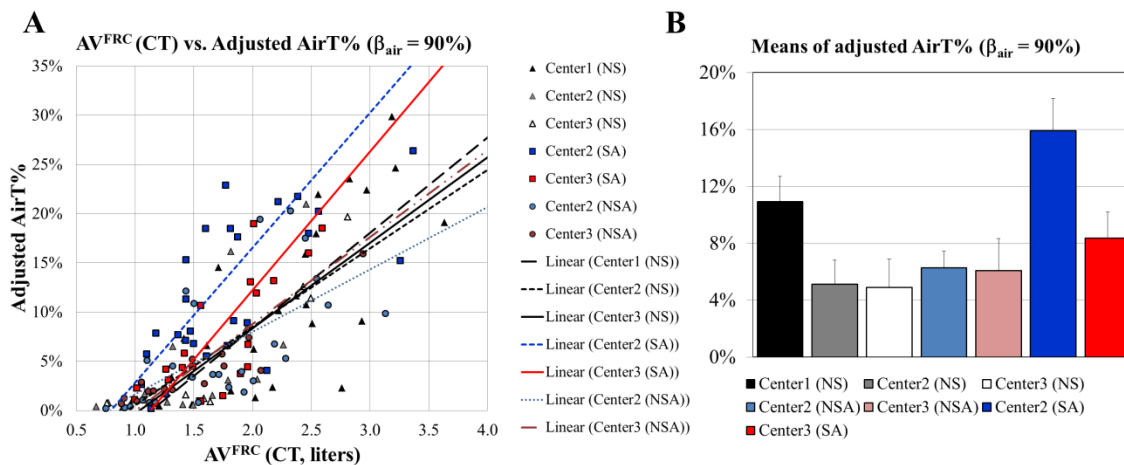 A
AV^FRC (CT) vs. Adjusted AirT% (β_air = 90%)
35%
30%
25%
20%
15%
10%
5%
0%
Adjusted AirT%
0.5 1.0 1.5 2.0 2.5 3.0 3.5 4.0
AV^FRC (CT, liters)
Center1 (NS)
Center2 (NS)
Center3 (NS)
Center2 (SA)
Center3 (SA)
Center2 (NSA)
Center3 (NSA)
Linear (Center1 (NS))
Linear (Center2 (NS))
Linear (Center3 (NS))
Linear (Center2 (SA))
Linear (Center3 (SA))
Linear (Center2 (NSA))
Linear (Center3 (NSA))
B
Means of adjusted AirT% (β_air = 90%)
20%
16%
12%
8%
4%
0%
Center1 (NS) Center2 (NS) Center3 (NS)
Center2 (NSA) Center3 (NSA) Center2 (SA)
Center3 (SA)